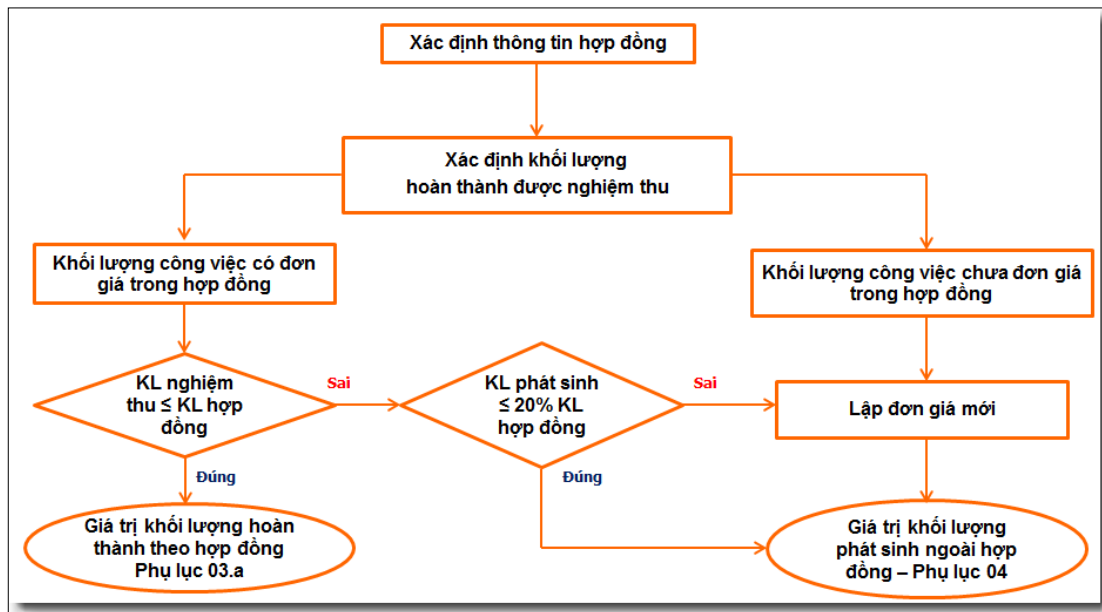 Xác định thông tin hợp đồng
Xác định khối lượng
hoàn thành được nghiệm thu
Khối lượng công việc có đơn
giá trong hợp đồng
Khối lượng công việc chưa đơn giá
trong hợp đồng
KL nghiệm
thu ≤ KL hợp
đồng
Sai
KL phát sinh
≤ 20% KL
hợp đồng
Sai
Lập đơn giá mới
Đúng
Đúng
Giá trị khối lượng hoàn
thành theo hợp đồng
Phụ lục 03.a
Giá trị khối lượng
phát sinh ngoài hợp
đồng – Phụ lục 04